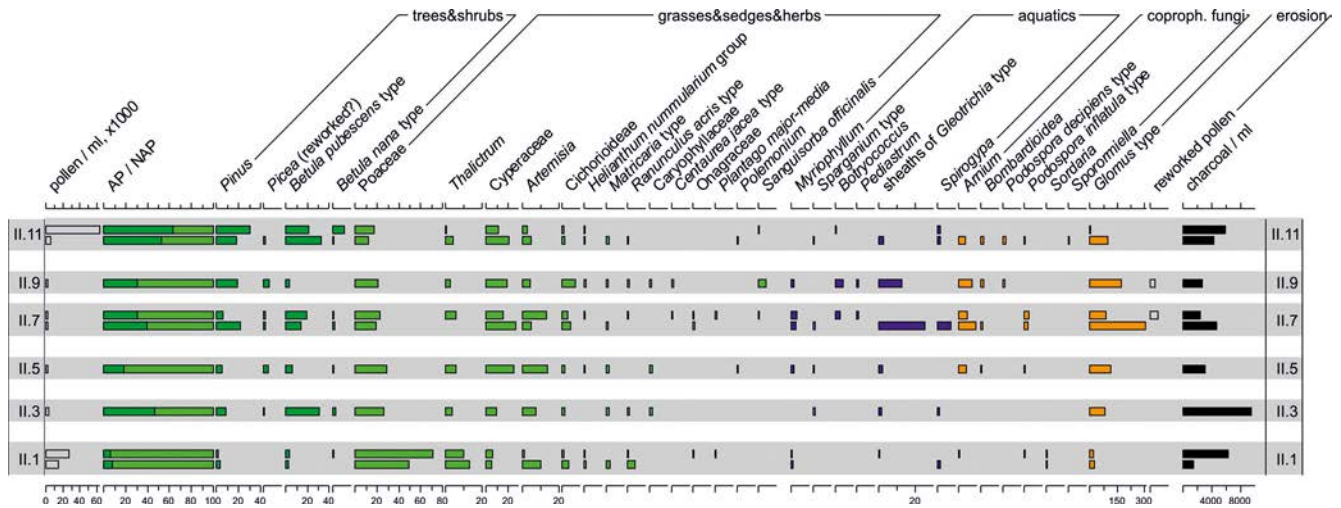 trees&shrubs grasses&sedges&herbs aquatics coproph. fungi erosion
pollen / ml, x1000
AP / NAP
Pinus
Picea (reworked?)
Betula pubescens type
Betula nana type
Poaceae
Thalictrum
Cyperaceae
Artemisia
Cichorioideae
Helianthum nummularium group
Matricaria type
Ranunculus acris type
Caryophyllaceae
Centaurea jacea type
Onagraceae
Plantago major-media
Polemonium
Sanguisorba officinalis
Myriophyllum
Sparganium type
Botryococcus
Pediastrum
sheaths of Gleotrichia type
Spirogyra
Arnium
Bombardioidea
Podospora decipiens type
Podospora inflatula type
Sordaria
Sporormiella
Glomus type
reworked pollen
charcoal / ml
II.11 II.11
II.9 II.9
II.7 II.7
II.5 II.5
II.3 II.3
II.1 II.1
0 20 40 60 20 40 60 80 100 20 40 20 40 20 40 60 80 20 20 20 20 150 300 4000 8000